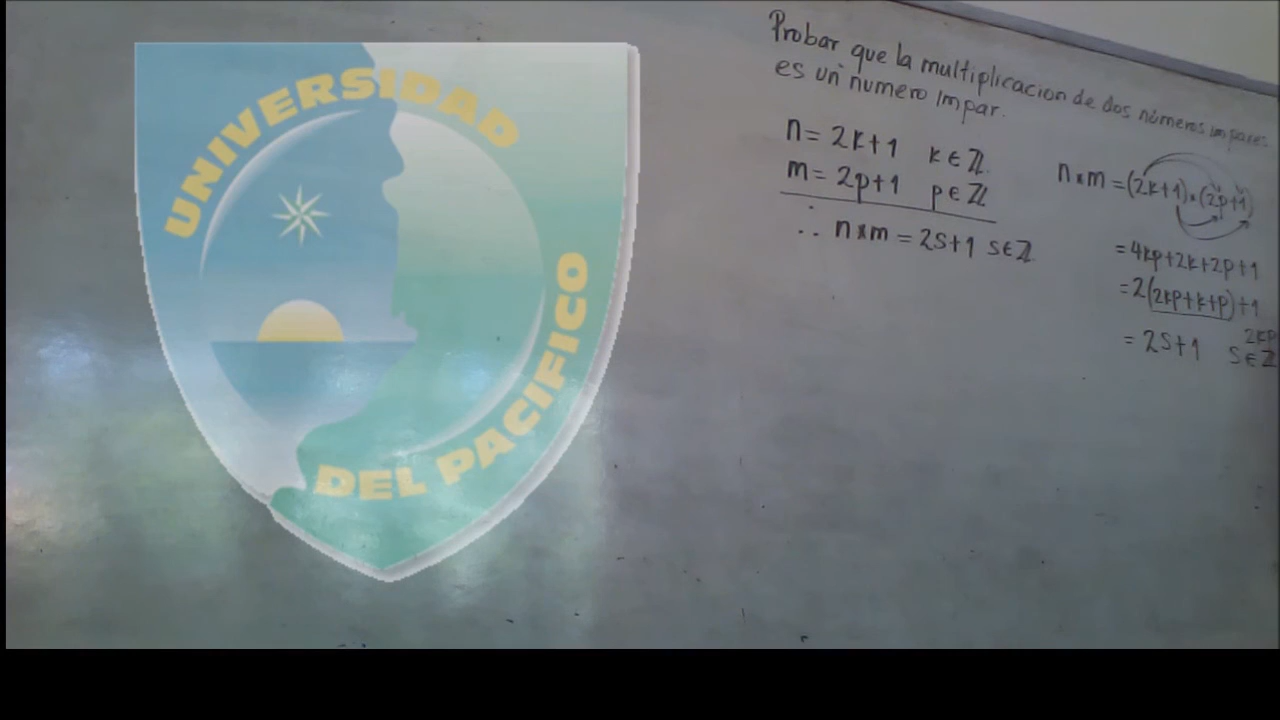 UNIVERSIDAD
DEL PACIFICO
Probar que la multiplicacion de dos números impares
es un numero impar.
n = 2k+1 k ∈ ℤ
m = 2p+1 p ∈ ℤ
∴ n*m = 2s+1 s∈ℤ
n*m = (2k+1)*(2p+1)
= 4kp+2k+2p+1
= 2(2kp+k+p)+1
2kp
= 2s+1 s∈ℤ